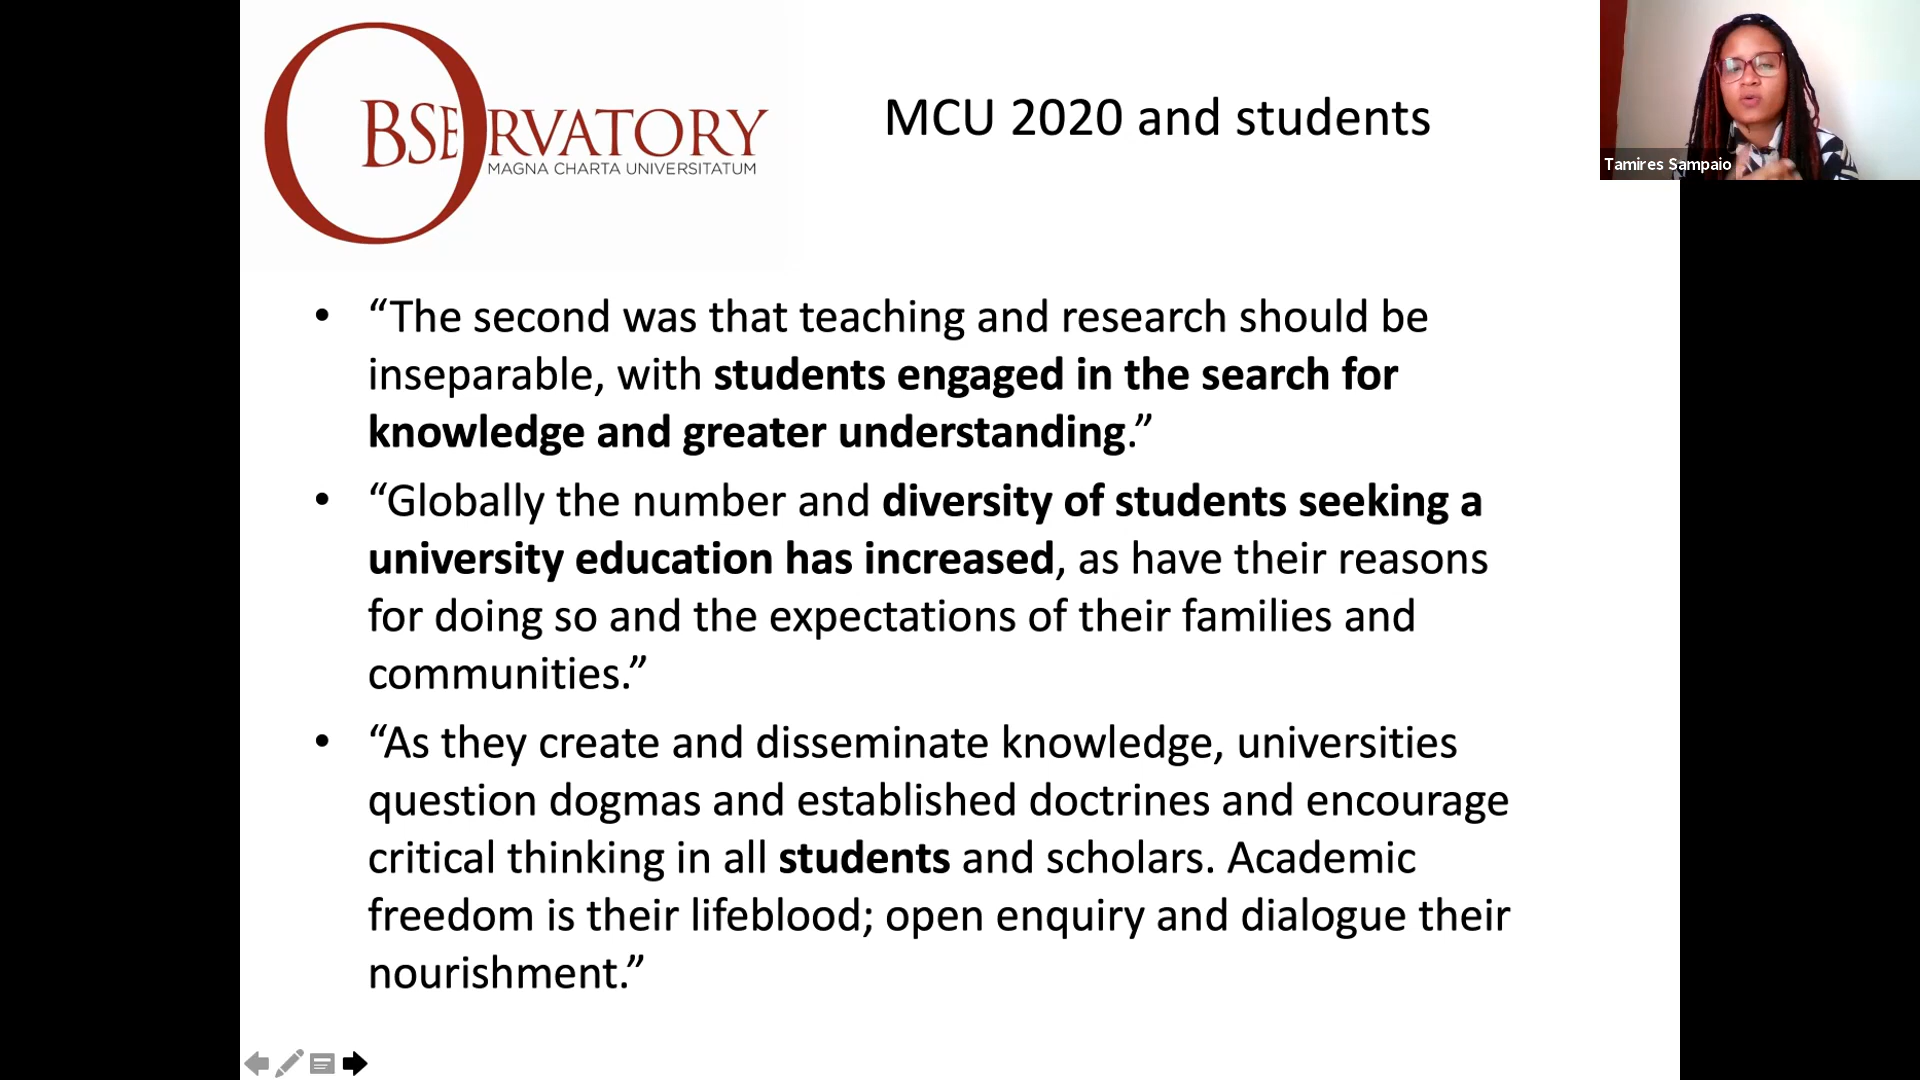 OBSERVATORY
MAGNA CHARTA UNIVERSITATUM
MCU 2020 and students
Tamires Sampaio
• “The second was that teaching and research should be
inseparable, with students engaged in the search for
knowledge and greater understanding.”
• “Globally the number and diversity of students seeking a
university education has increased, as have their reasons
for doing so and the expectations of their families and
communities.”
• “As they create and disseminate knowledge, universities
question dogmas and established doctrines and encourage
critical thinking in all students and scholars. Academic
freedom is their lifeblood; open enquiry and dialogue their
nourishment.”